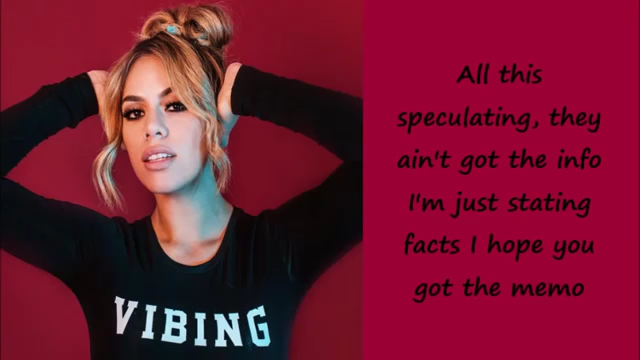 VIBING
All this
speculating, they
ain't got the info
I'm just stating
facts I hope you
got the memo